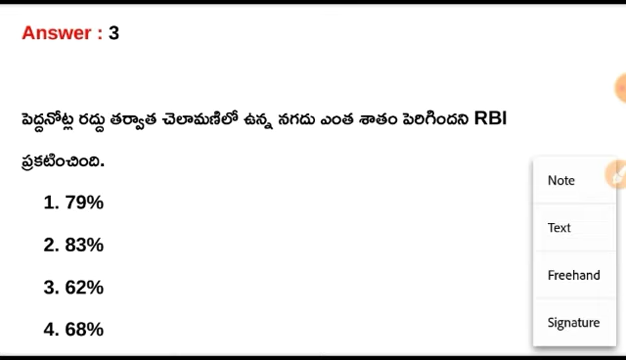 Answer : 3
పెద్దనోట్ల రద్దు తర్వాత చెలామణిలో ఉన్న నగదు ఎంత శాతం పెరిగిందని RBI
ప్రకటించింది.
1. 79%
2. 83%
3. 62%
4. 68%
Note
Text
Freehand
Signature